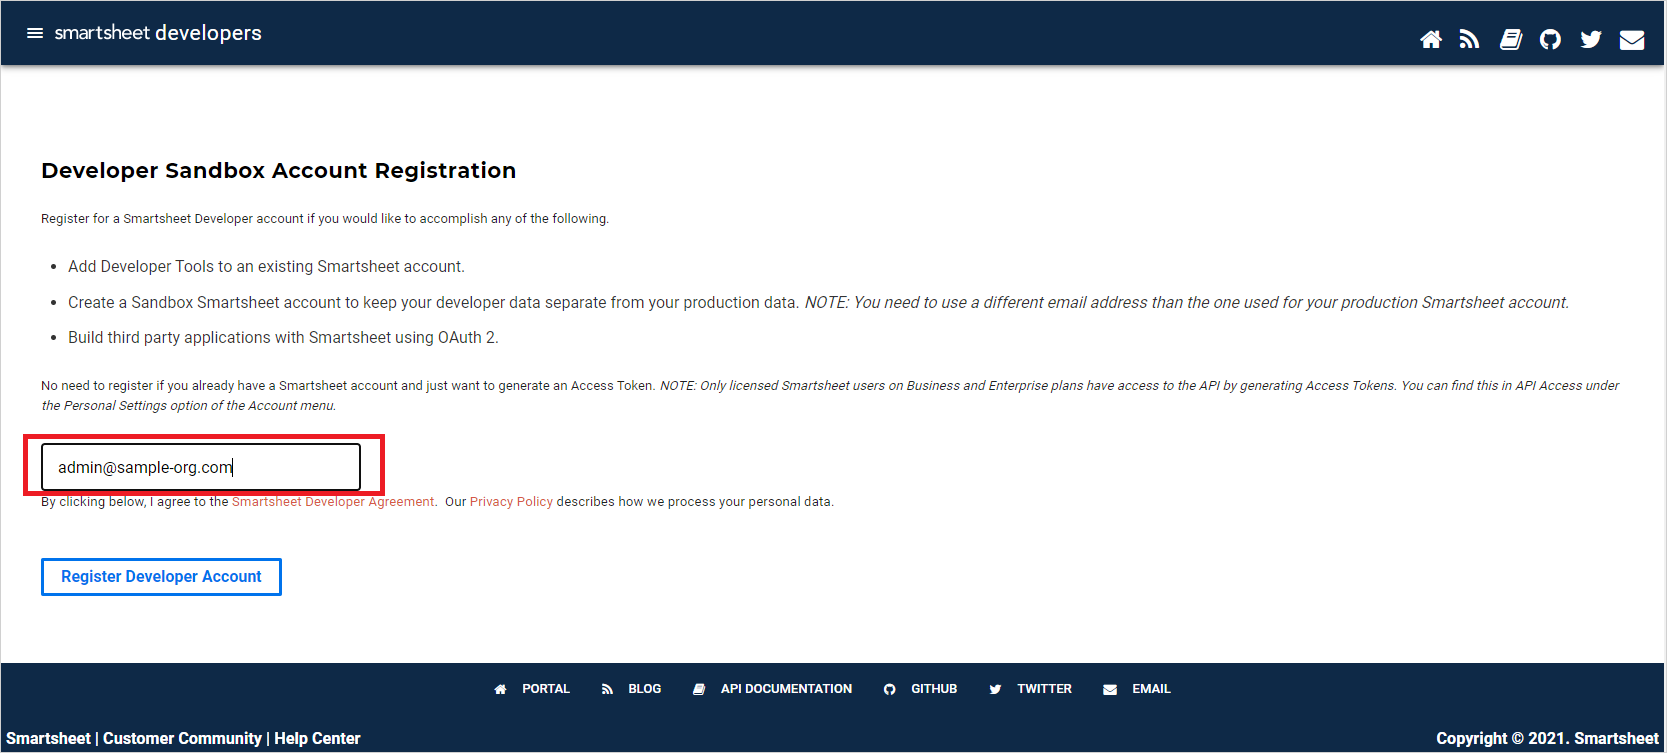 smartsheet developers
Developer Sandbox Account Registration
Register for a Smartsheet Developer account if you would like to accomplish any of the following.
• Add Developer Tools to an existing Smartsheet account.
• Create a Sandbox Smartsheet account to keep your developer data separate from your production data. NOTE: You need to use a different email address than the one used for your production Smartsheet account.
• Build third party applications with Smartsheet using OAuth 2.
No need to register if you already have a Smartsheet account and just want to generate an Access Token. NOTE: Only licensed Smartsheet users on Business and Enterprise plans have access to the API by generating Access Tokens. You can find this in API Access under
the Personal Settings option of the Account menu.
admin@sample-org.com
By clicking below, I agree to the Smartsheet Developer Agreement. Our Privacy Policy describes how we process your personal data.
Register Developer Account
PORTAL BLOG API DOCUMENTATION GITHUB TWITTER EMAIL
Smartsheet | Customer Community | Help Center Copyright © 2021. Smartsheet